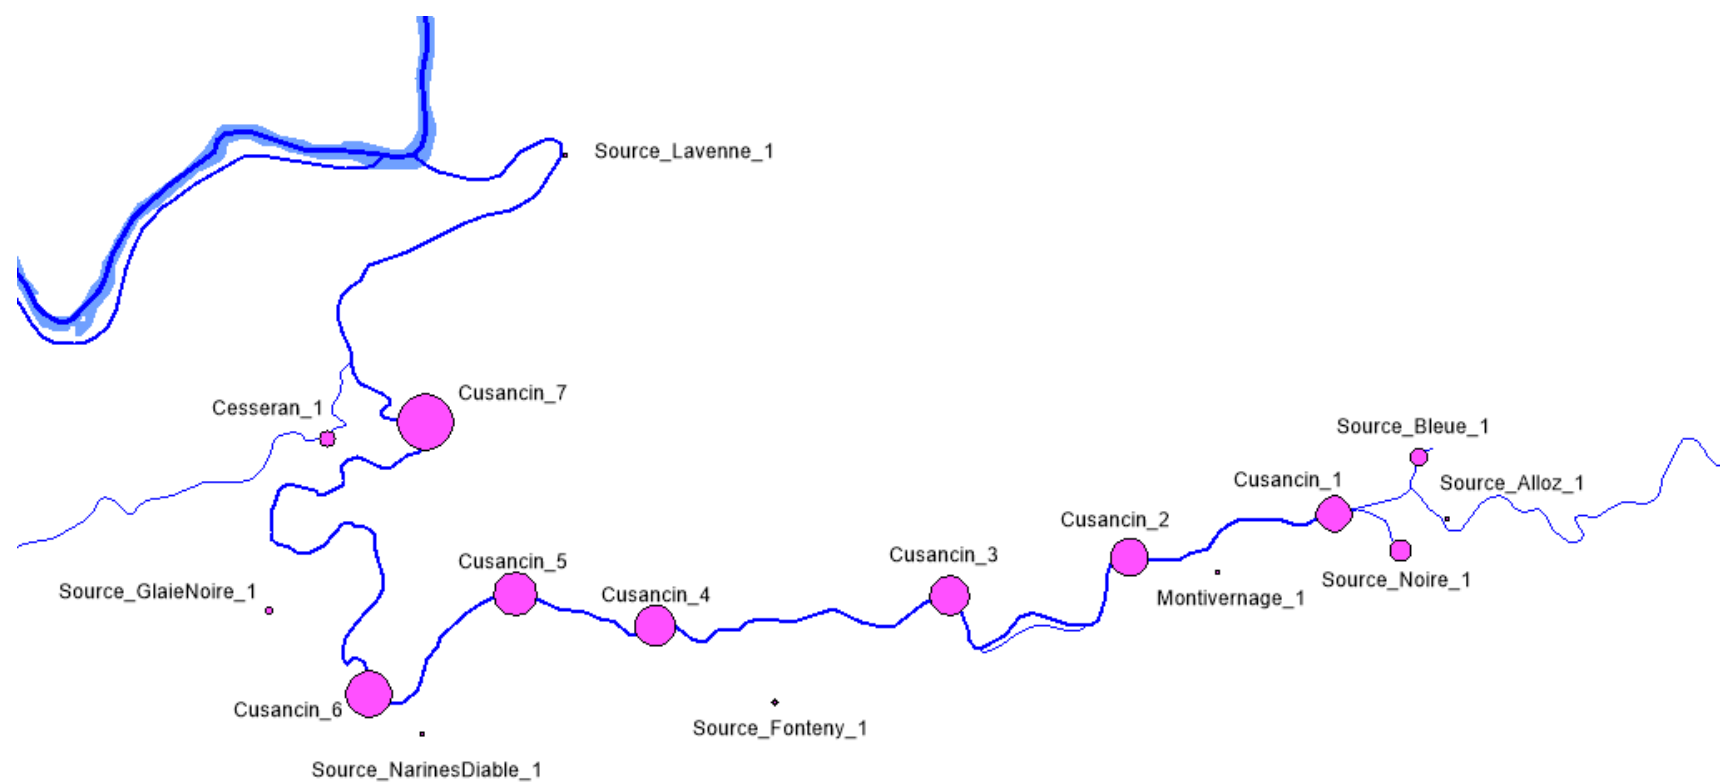 Source_Lavenne_1
Cusancin_7
Cesseran_1
Source_Bleue_1
Cusancin_1
Source_Alloz_1
Cusancin_2
Cusancin_3
Cusancin_5
Source_Noire_1
Source_GlaieNoire_1
Cusancin_4
Montivernage_1
Cusancin_6
Source_Fonteny_1
Source_NarinesDiable_1